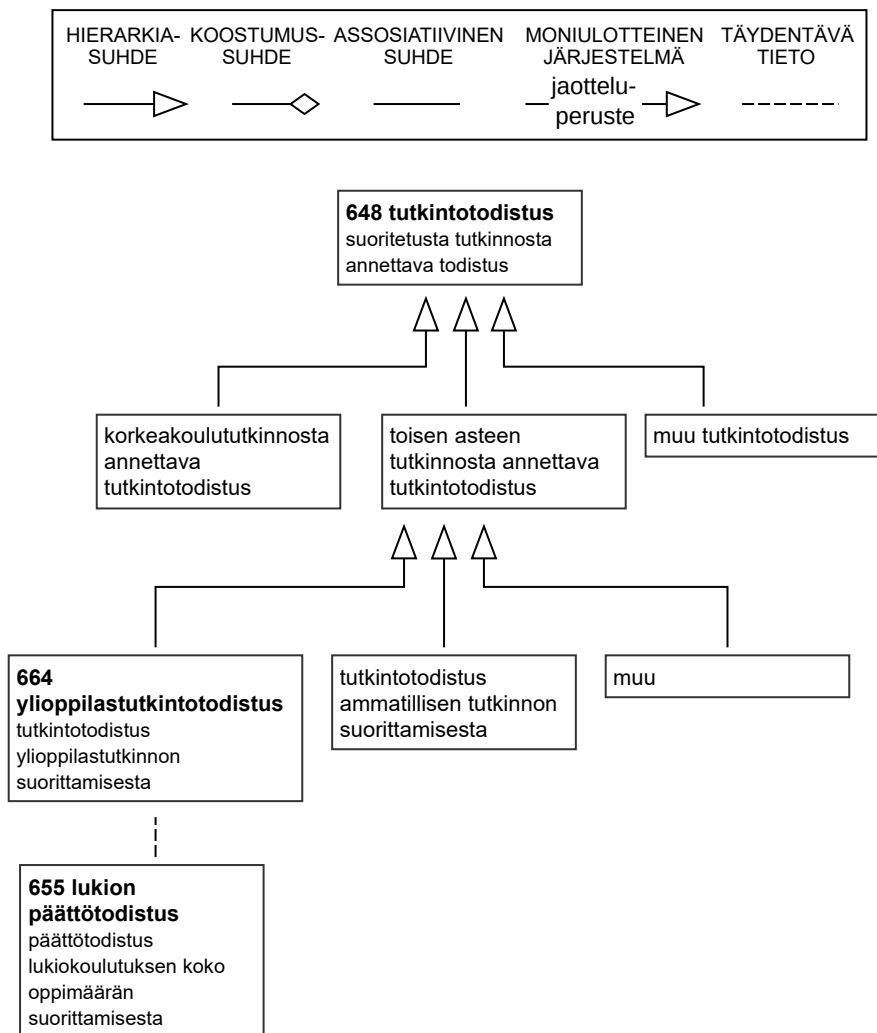 HIERARKIA-
SUHDE
KOOSTUMUS-
SUHDE
ASSOSIATIIVINEN
SUHDE
MONIULOTTEINEN
JÄRJESTELMÄ
TÄYDENTÄVÄ
TIETO
jaottelu-
peruste
648 tutkintotodistus
suoritetusta tutkinnosta
annettava todistus
korkeakoulututkinnosta
annettava
tutkintotodistus
toisen asteen
tutkinnosta annettava
tutkintotodistus
muu tutkintotodistus
664
ylioppilastutkintotodistus
tutkintotodistus
ylioppilastutkinnon
suorittamisesta
tutkintotodistus
ammatillisen tutkinnon
suorittamisesta
muu
655 lukion
päättötodistus
päättötodistus
lukiokoulutuksen koko
oppimäärän
suorittamisesta